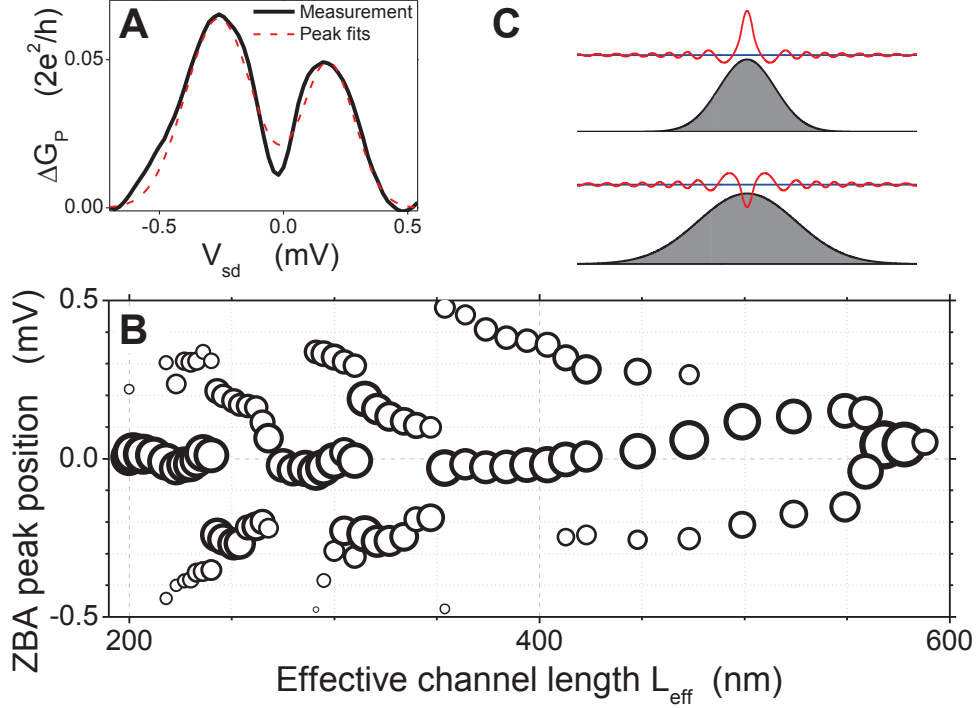 A
Measurement
Peak fits
ΔG_P (2e²/h)
0.05
0.00
-0.5
0.0
0.5
V_sd (mV)
C
B
ZBA peak position (mV)
0.5
0.0
-0.5
200
400
600
Effective channel length L_eff (nm)